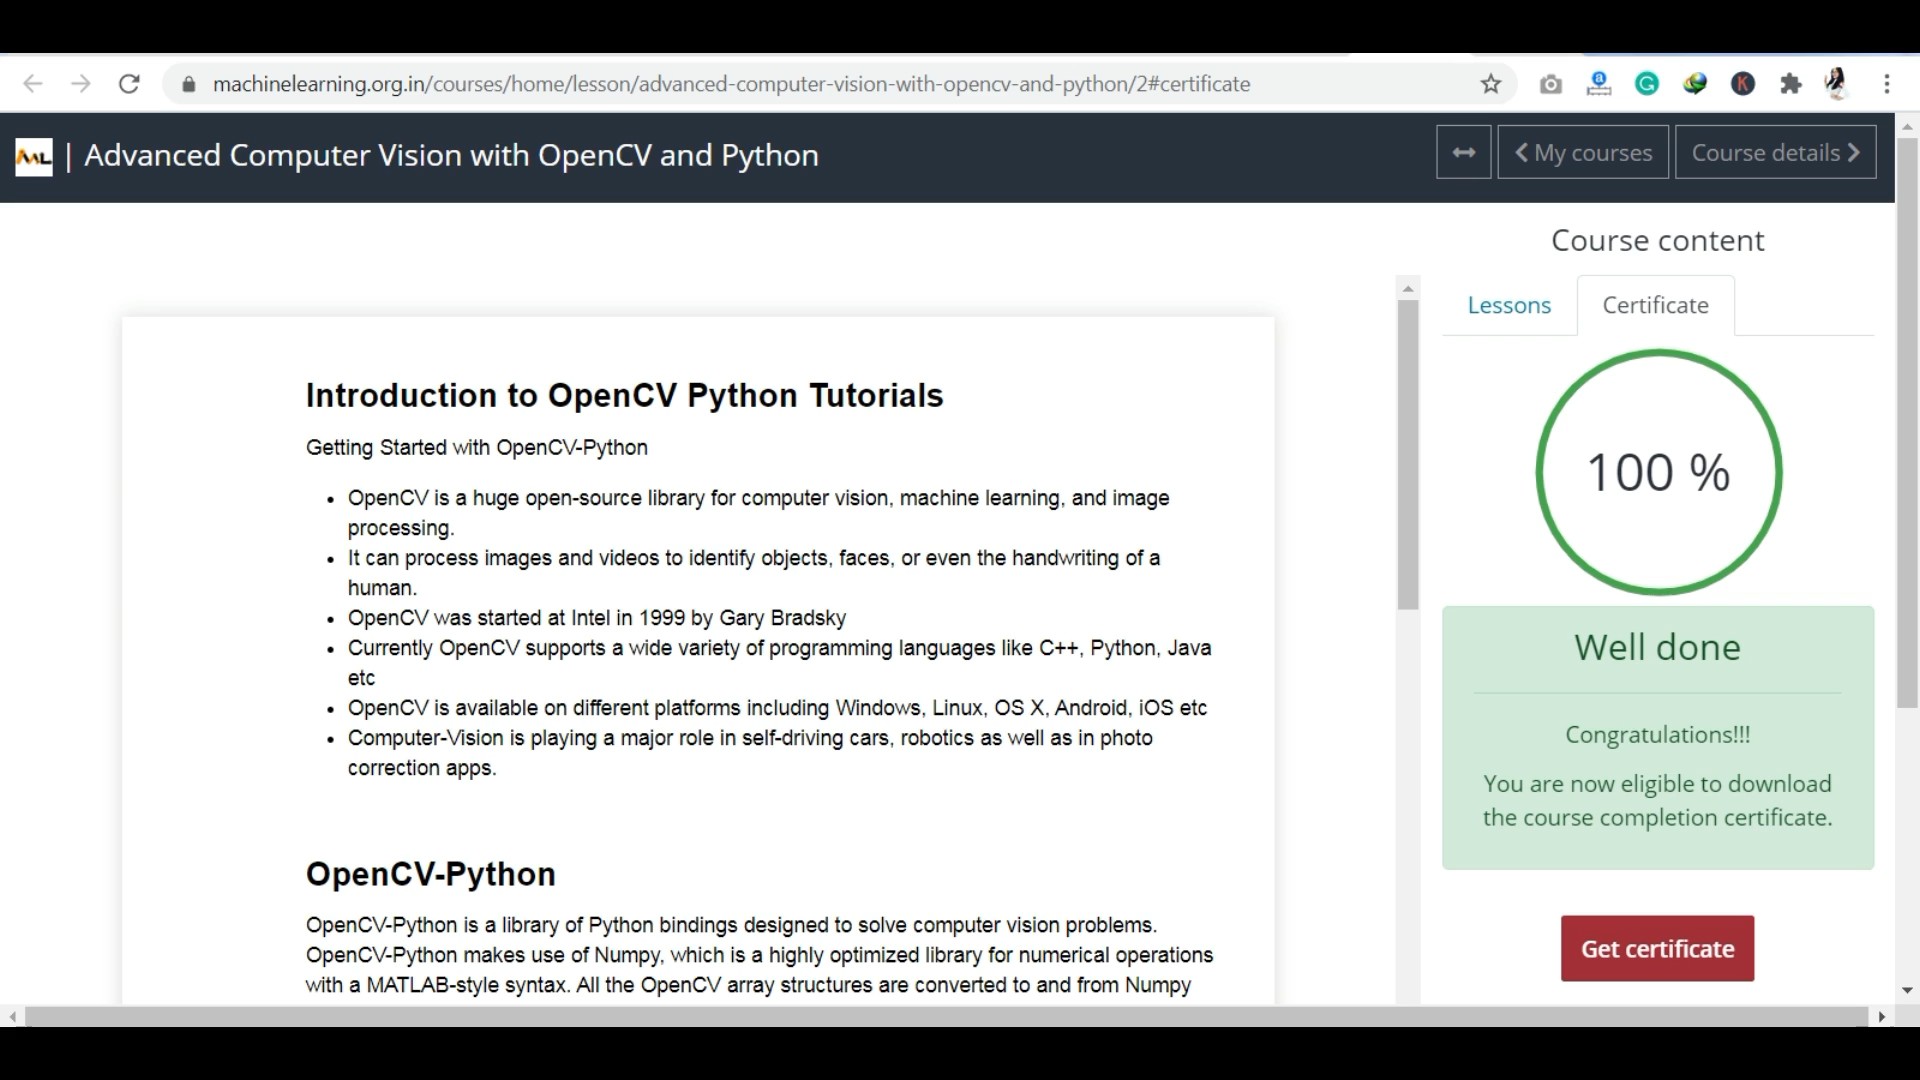 machinelearning.org.in/courses/home/lesson/advanced-computer-vision-with-opencv-and-python/2#certificate
ML | Advanced Computer Vision with OpenCV and Python
My courses
Course details
Course content
Lessons
Certificate
100 %
Well done
Congratulations!!!
You are now eligible to download
the course completion certificate.
Get certificate
Introduction to OpenCV Python Tutorials
Getting Started with OpenCV-Python
• OpenCV is a huge open-source library for computer vision, machine learning, and image
processing.
• It can process images and videos to identify objects, faces, or even the handwriting of a
human.
• OpenCV was started at Intel in 1999 by Gary Bradsky
• Currently OpenCV supports a wide variety of programming languages like C++, Python, Java
etc
• OpenCV is available on different platforms including Windows, Linux, OS X, Android, iOS etc
• Computer-Vision is playing a major role in self-driving cars, robotics as well as in photo
correction apps.
OpenCV-Python
OpenCV-Python is a library of Python bindings designed to solve computer vision problems.
OpenCV-Python makes use of Numpy, which is a highly optimized library for numerical operations
with a MATLAB-style syntax. All the OpenCV array structures are converted to and from Numpy